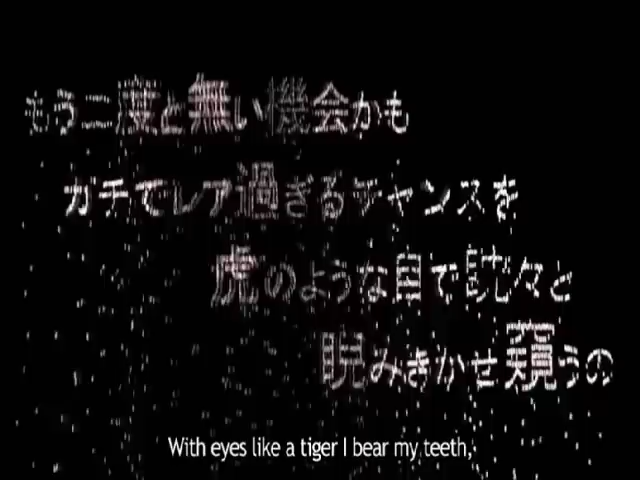 もう二度と無い機会かも
ガチでレア過ぎるチャンスを
虎のような目で眈々と
睨みきかせ窺うの
With eyes like a tiger I bear my teeth,